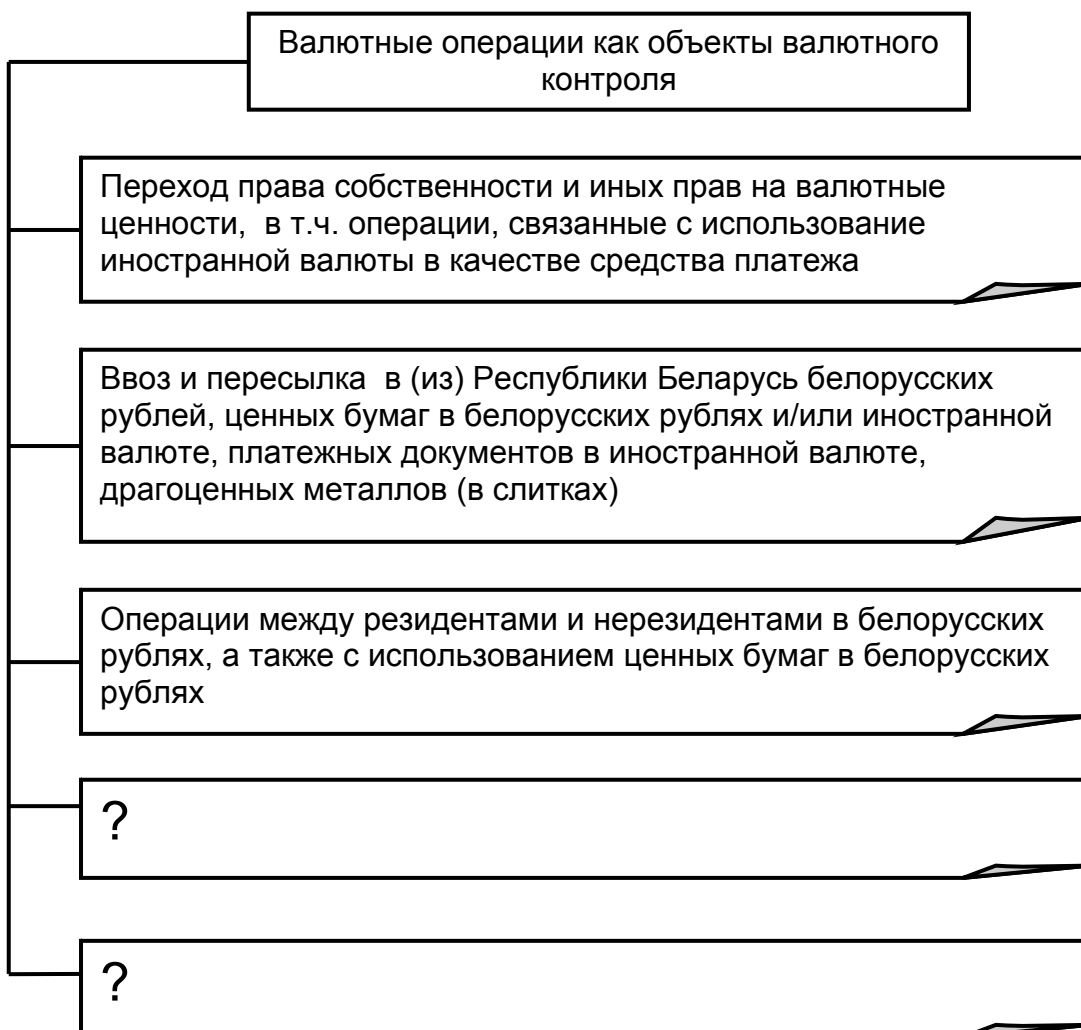 Валютные операции как объекты валютного
контроля
Переход права собственности и иных прав на валютные
ценности, в т.ч. операции, связанные с использование
иностранной валюты в качестве средства платежа
Ввоз и пересылка в (из) Республики Беларусь белорусских
рублей, ценных бумаг в белорусских рублях и/или иностранной
валюте, платежных документов в иностранной валюте,
драгоценных металлов (в слитках)
Операции между резидентами и нерезидентами в белорусских
рублях, а также с использованием ценных бумаг в белорусских
рублях
?
?